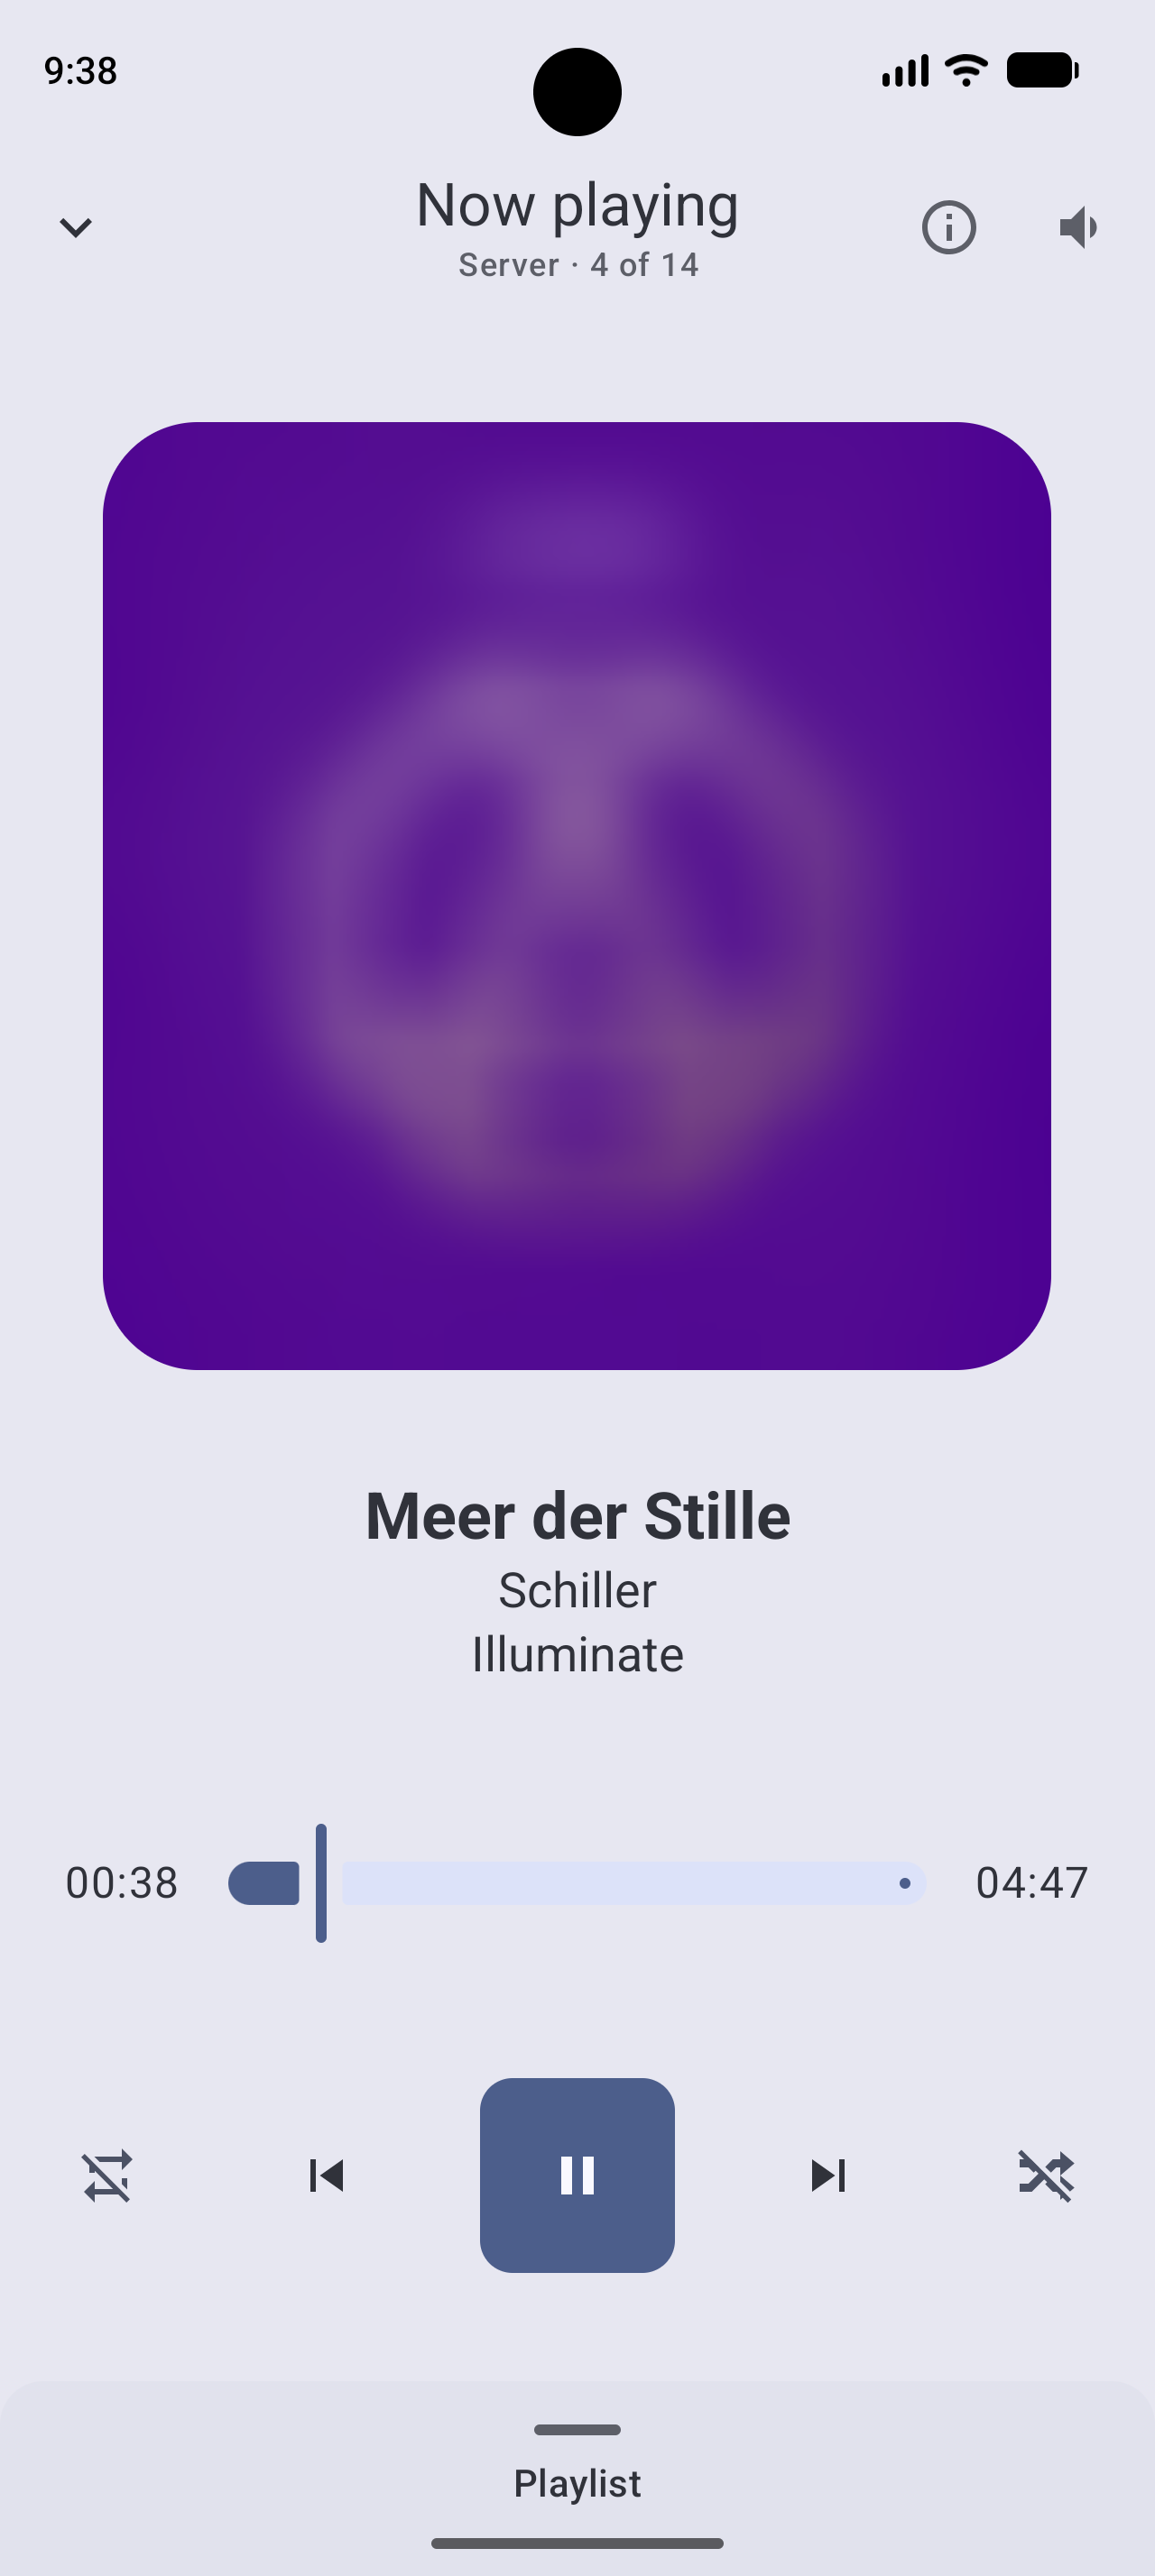 9:38
Now playing
Server · 4 of 14
Meer der Stille
Schiller
Illuminate
00:38
04:47
Playlist